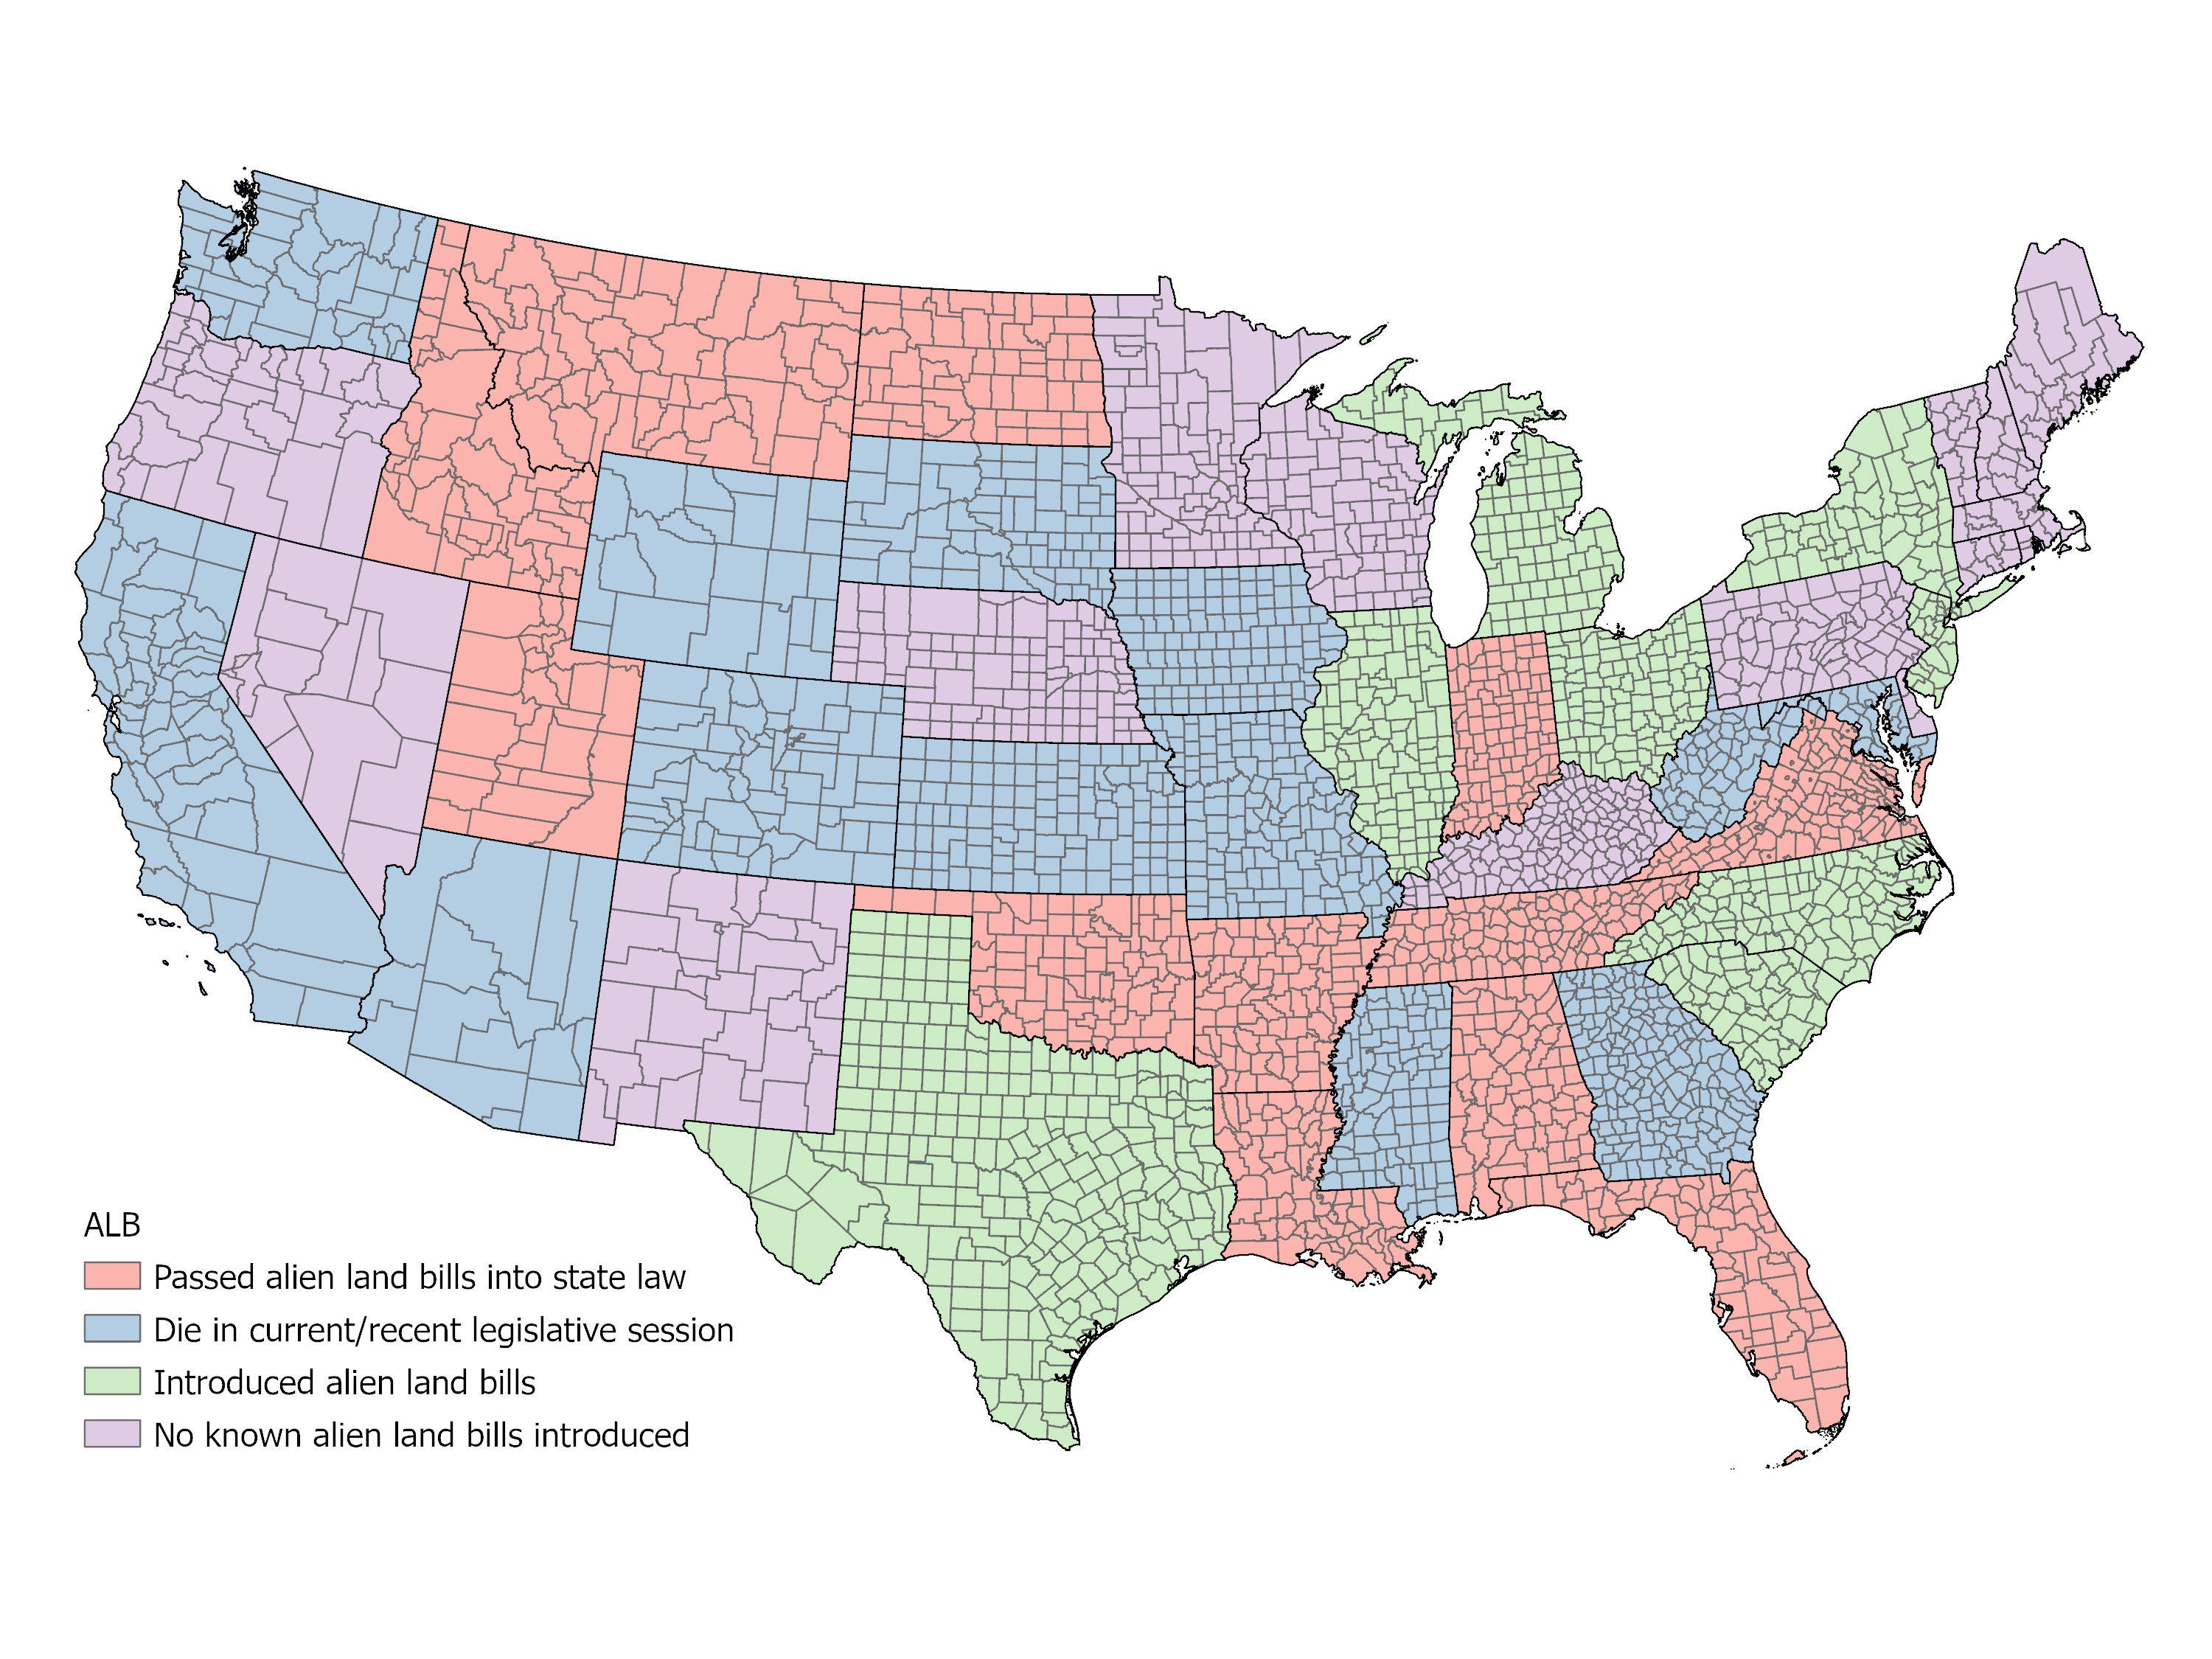 ALB
Passed alien land bills into state law
Die in current/recent legislative session
Introduced alien land bills
No known alien land bills introduced